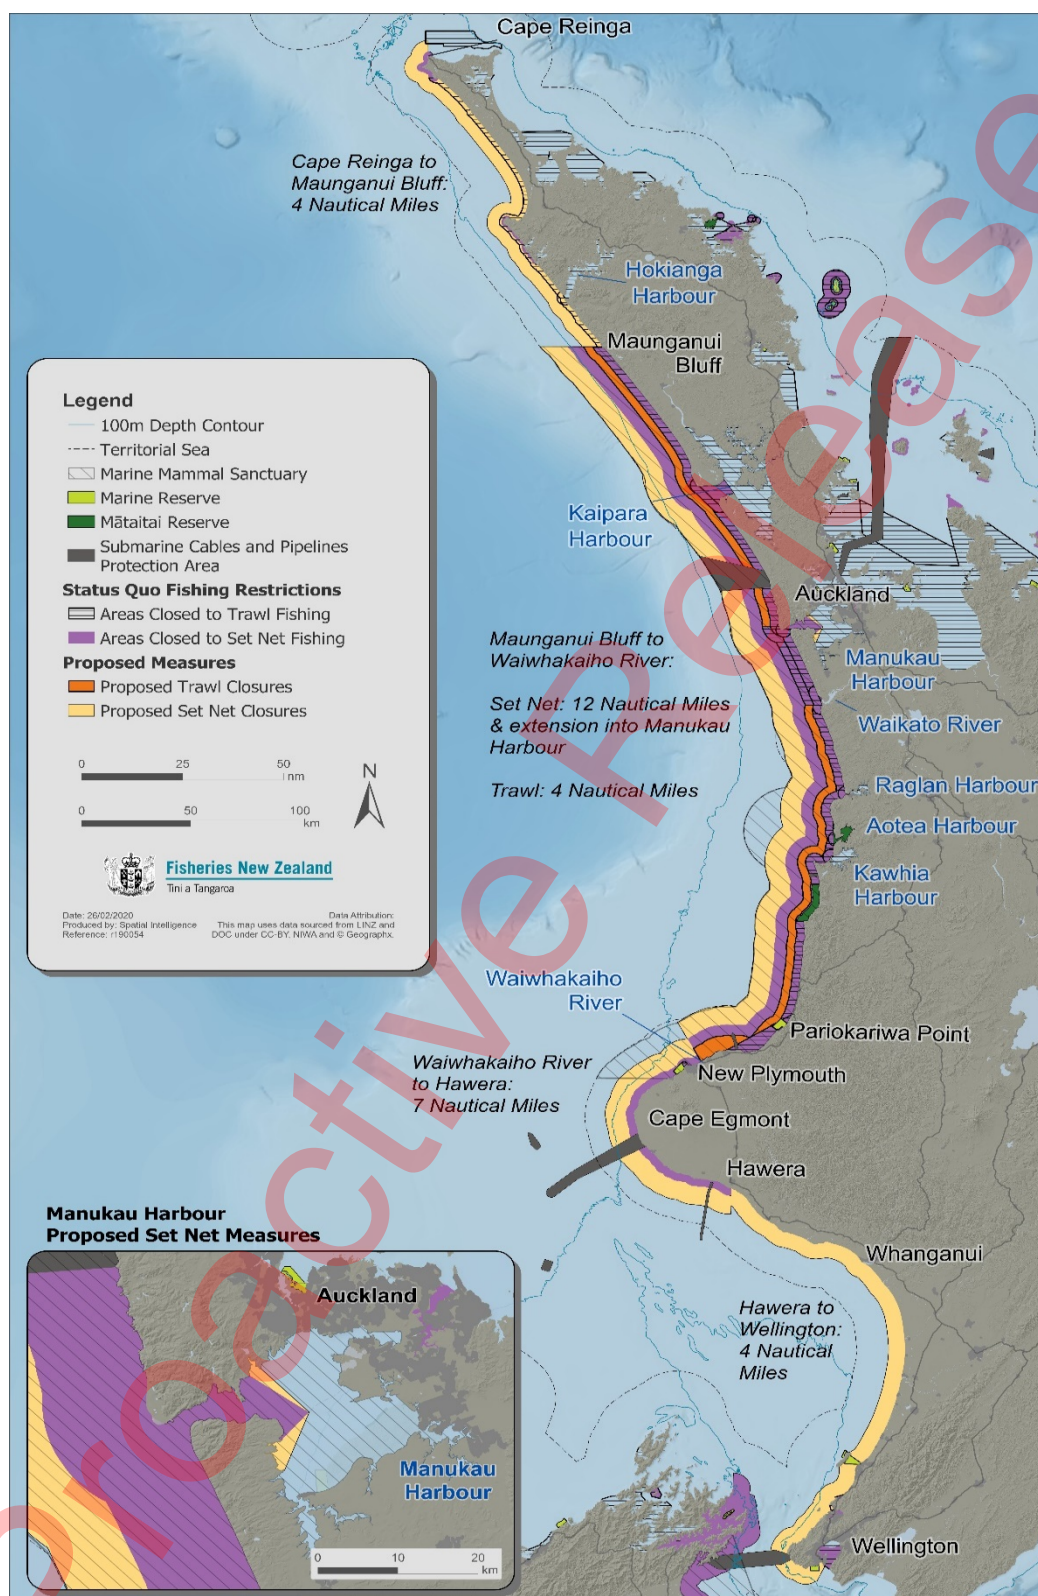 Cape Reinga
Cape Reinga to
Maunganui Bluff:
4 Nautical Miles
Hokianga
Harbour
Maunganui
Bluff
Legend
100m Depth Contour
Territorial Sea
Marine Mammal Sanctuary
Marine Reserve
Mātaitai Reserve
Submarine Cables and Pipelines
Protection Area
Status Quo Fishing Restrictions
Areas Closed to Trawl Fishing
Areas Closed to Set Net Fishing
Proposed Measures
Proposed Trawl Closures
Proposed Set Net Closures
0 25 50
nm
0 50 100
km
N
Fisheries New Zealand
Tini a Tangaroa
Date: 26/02/2020
Produced by: Spatial Intelligence
Reference: r190054
Data Attribution:
This map uses data sourced from LINZ and
DOC under CC-BY. NIWA and © Geographx.
Kaipara
Harbour
Auckland
Maunganui Bluff to
Waiwhakaiho River:
Set Net: 12 Nautical Miles
& extension into Manukau
Harbour
Trawl: 4 Nautical Miles
Manukau
Harbour
Waikato River
Raglan Harbour
Aotea Harbour
Kawhia
Harbour
Waiwhakaiho
River
Pariokariwa Point
Waiwhakaiho River
to Hawera:
7 Nautical Miles
New Plymouth
Cape Egmont
Hawera
Whanganui
Hawera to
Wellington:
4 Nautical
Miles
Wellington
Manukau Harbour
Proposed Set Net Measures
Auckland
Manukau
Harbour
0 10 20
km
Proactive Release